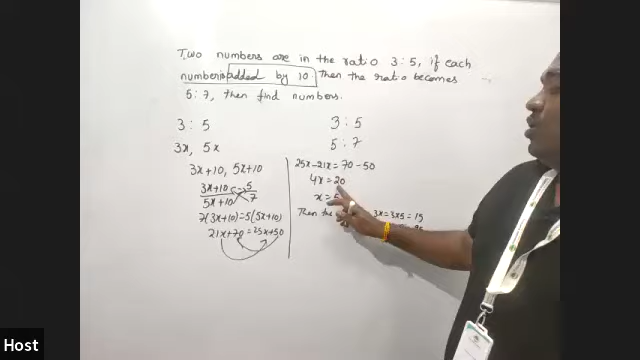 Two numbers are in the ratio 3:5, if each
number is added by 10 then the ratio becomes
5:7, then find numbers.
3 : 5
3x, 5x
3x+10, 5x+10
3x+10 = 5
5x+10 7
7(3x+10) = 5(5x+10)
21x+70 = 25x+50
3 : 5
5 : 7
25x-21x = 70-50
4x = 20
x = 5
Then the 3x = 3x5 = 15
Host